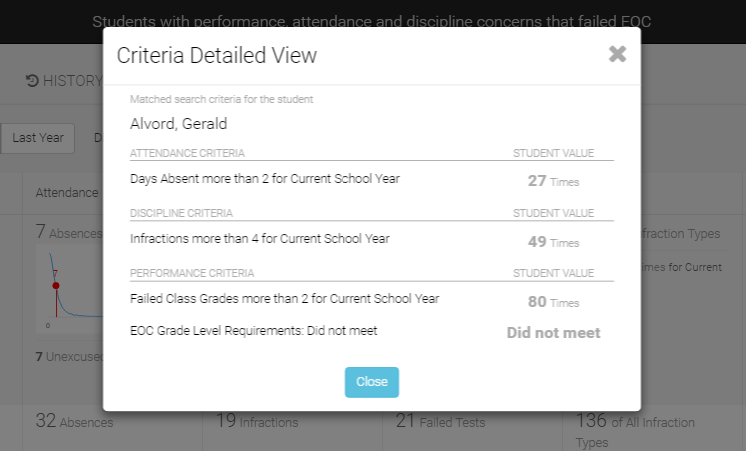 Students with performance, attendance and discipline concerns that failed EOC
Criteria Detailed View
HISTORY
Matched search criteria for the student
Alvord, Gerald
Last Year
ATTENDANCE CRITERIA STUDENT VALUE
Days Absent more than 2 for Current School Year 27 Times
Attendance
DISCIPLINE CRITERIA STUDENT VALUE
7 Absences
Infractions more than 4 for Current School Year 49 Times
fraction Types
imes for Current
7
PERFORMANCE CRITERIA STUDENT VALUE
Failed Class Grades more than 2 for Current School Year 80 Times
0
EOC Grade Level Requirements: Did not meet Did not meet
7 Unexcused
Close
32 Absences 19 Infractions 21 Failed Tests 136 of All Infraction
Types